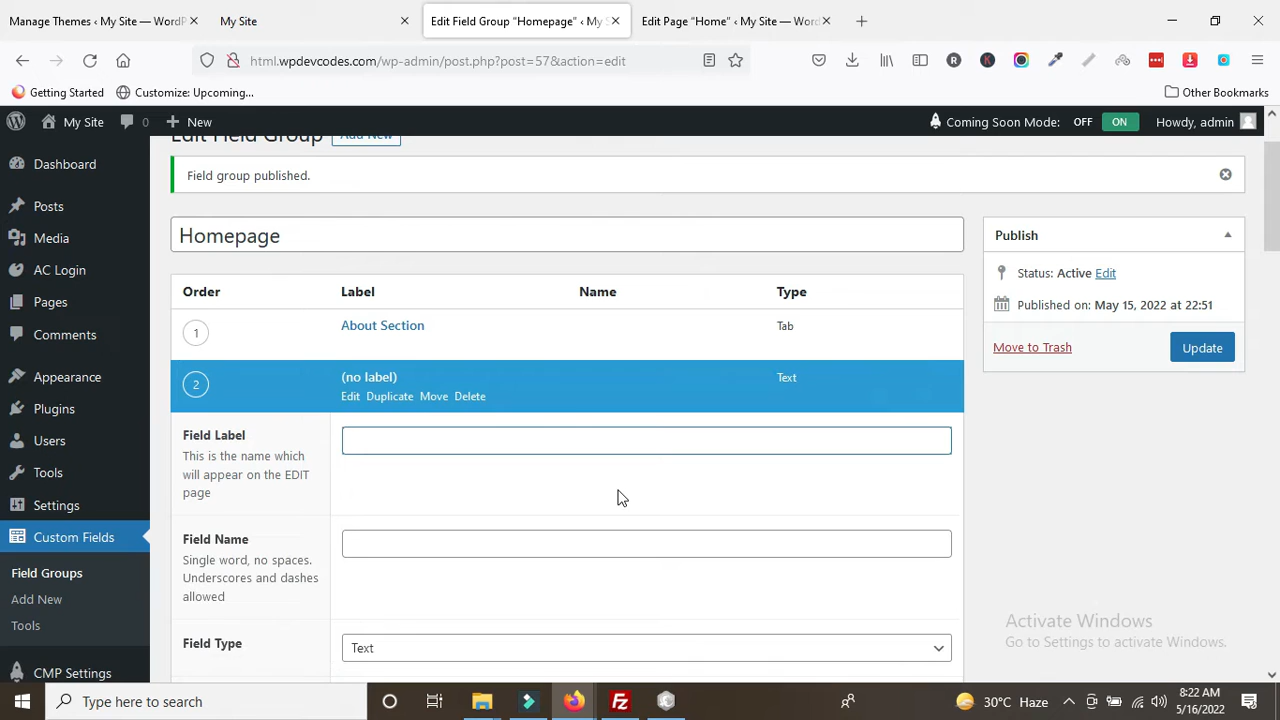 Manage Themes ‹ My Site — WordP
My Site
Edit Field Group “Homepage” ‹ My S
Edit Page “Home” ‹ My Site — Word
html.wpdevcodes.com/wp-admin/post.php?post=57&action=edit
Getting Started
Customize: Upcoming...
Other Bookmarks
My Site
0
New
Coming Soon Mode:
OFF
ON
Howdy, admin
Dashboard
Posts
Media
AC Login
Pages
Comments
Appearance
Plugins
Users
Tools
Settings
Custom Fields
Field Groups
Add New
Tools
CMP Settings
Edit Field Group
Add New
Field group published.
Homepage
Order Label Name Type
1 About Section Tab
2 (no label) Text
Edit Duplicate Move Delete
Field Label
This is the name which
will appear on the EDIT
page
Field Name
Single word, no spaces.
Underscores and dashes
allowed
Field Type
Text
Publish
Status: Active Edit
Published on: May 15, 2022 at 22:51
Move to Trash
Update
Activate Windows
Go to Settings to activate Windows.
Type here to search
30°C Haze
8:22 AM
5/16/2022